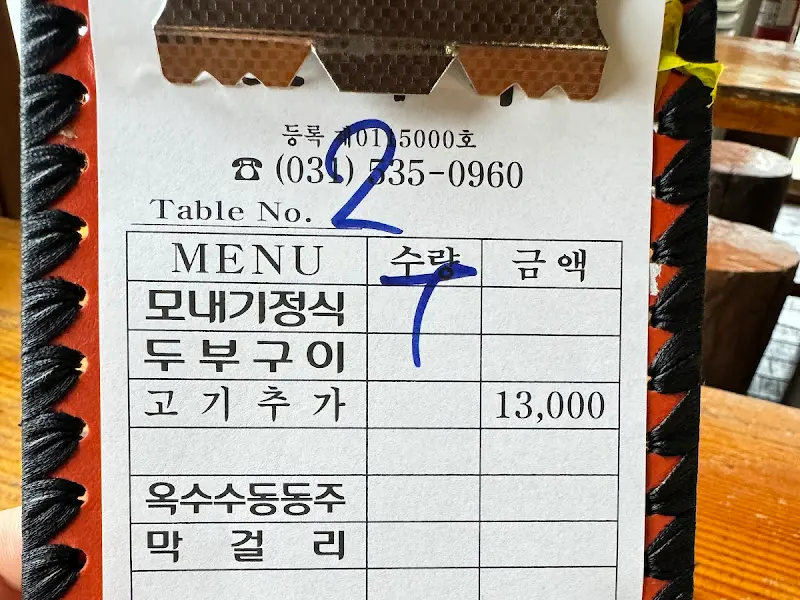 등록 제0115000호
☎ (031) 535-0960
Table No. 2
MENU 수량 금액
모내기정식 T
두부구이
고기추가 13,000
옥수수동동주
막걸리